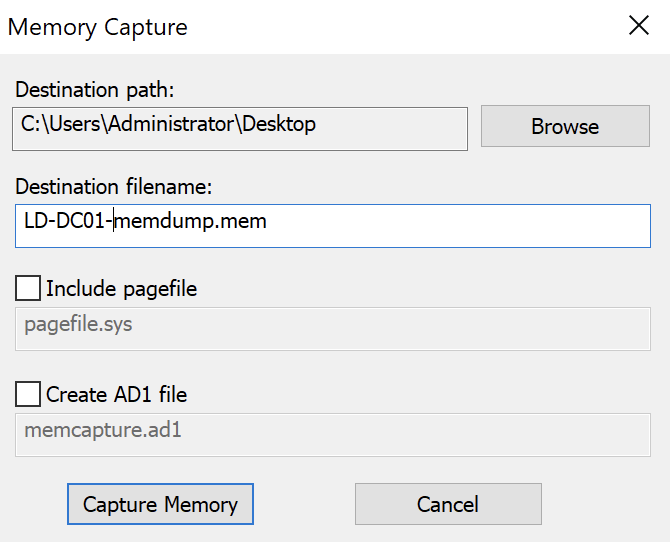 Memory Capture
Destination path:
C:\Users\Administrator\Desktop
Browse
Destination filename:
LD-DC01-memdump.mem
Include pagefile
pagefile.sys
Create AD1 file
memcapture.ad1
Capture Memory
Cancel